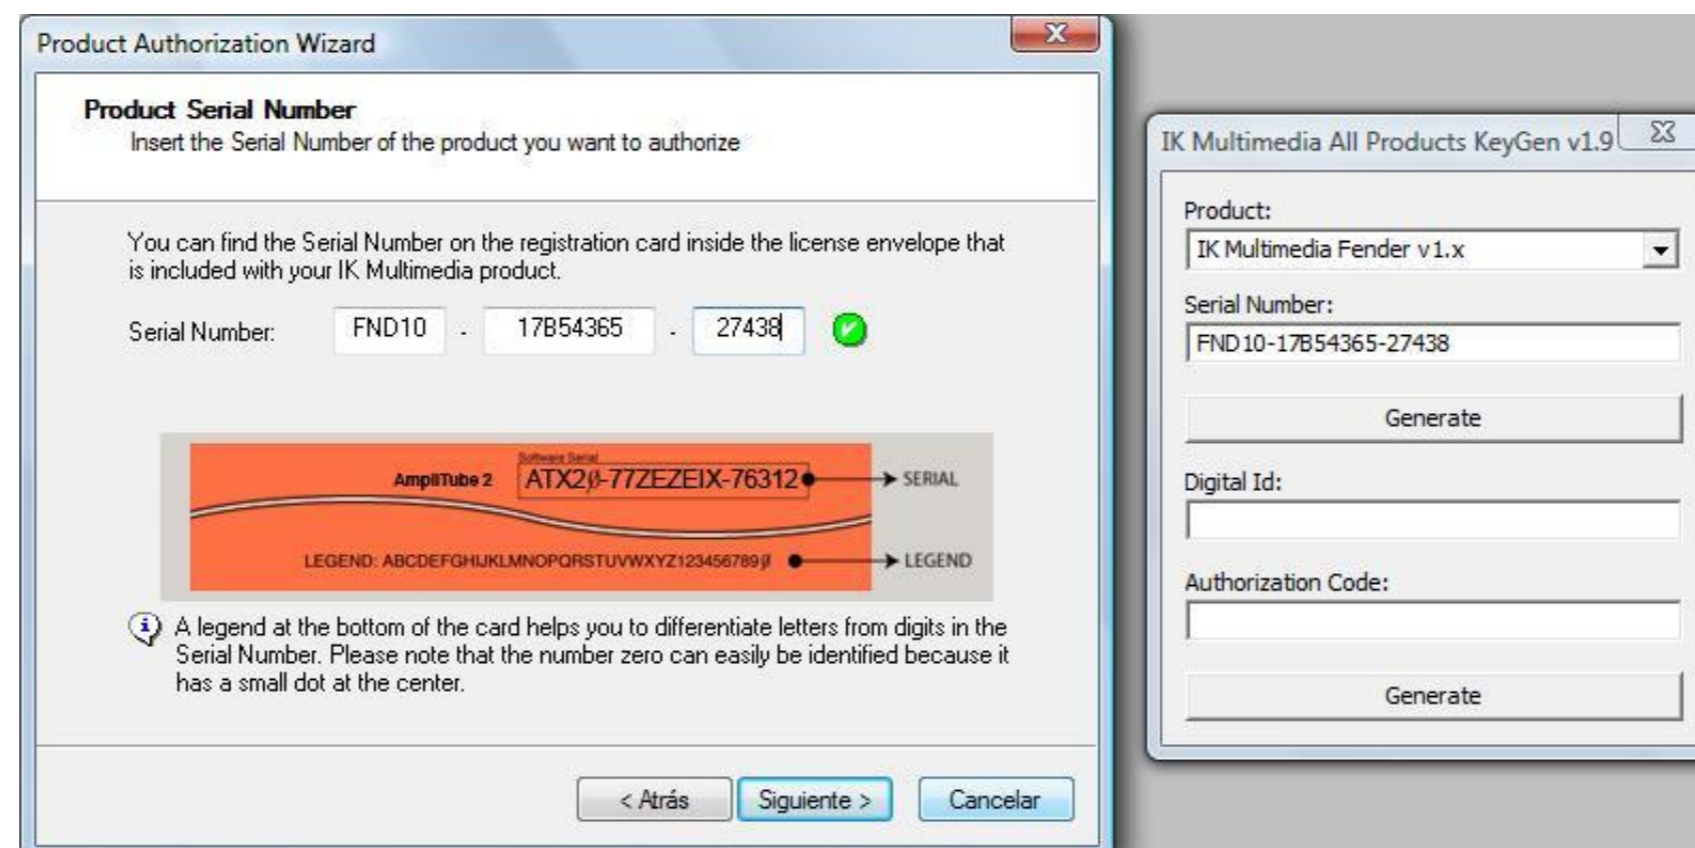 Product Authorization Wizard
Product Serial Number
Insert the Serial Number of the product you want to authorize
You can find the Serial Number on the registration card inside the license envelope that
is included with your IK Multimedia product.
Serial Number: FND10 - 17B54365 - 27438
Software Serial
AmpliTube 2 ATX20-77ZEZEIX-76312 SERIAL
LEGEND: ABCDEFGHIJKLMNOPQRSTUVWXYZ1234567890 LEGEND
A legend at the bottom of the card helps you to differentiate letters from digits in the
Serial Number. Please note that the number zero can easily be identified because it
has a small dot at the center.
< Atrás Siguiente > Cancelar
IK Multimedia All Products KeyGen v1.9
Product:
IK Multimedia Fender v1.x
Serial Number:
FND10-17B54365-27438
Generate
Digital Id:
Authorization Code:
Generate